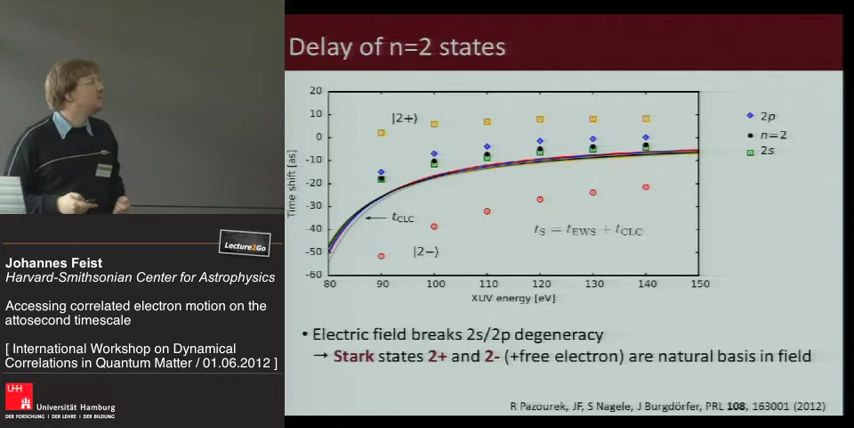 Delay of n=2 states
20
10
0
-10
-20
-30
-40
-50
-60
Time shift [as]
80
90
100
110
120
130
140
150
XUV energy [eV]
|2+⟩
|2−⟩
tCLC
tS = tEWS + tCLC
2p
n=2
2s
• Electric field breaks 2s/2p degeneracy
→ Stark states 2+ and 2- (+free electron) are natural basis in field
R Pazourek, JF, S Nagele, J Burgdörfer, PRL 108, 163001 (2012)
Lecture2Go
Johannes Feist
Harvard-Smithsonian Center for Astrophysics
Accessing correlated electron motion on the
attosecond timescale
[ International Workshop on Dynamical
Correlations in Quantum Matter / 01.06.2012 ]
UH
Universität Hamburg
DER FORSCHUNG | DER LEHRE | DER BILDUNG